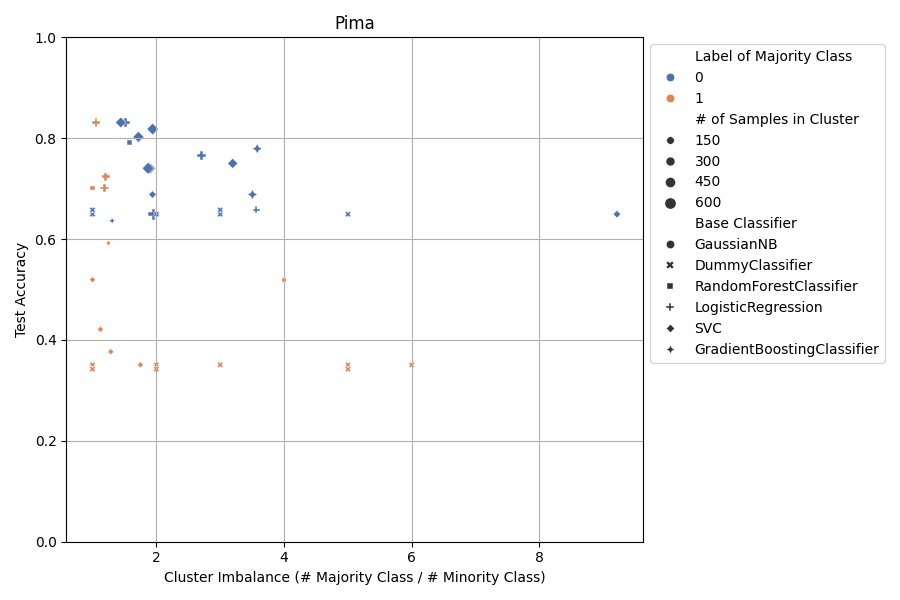 Pima
1.0
0.8
0.6
0.4
0.2
0.0
Test Accuracy
2
4
6
8
Cluster Imbalance (# Majority Class / # Minority Class)
Label of Majority Class
0
1
# of Samples in Cluster
150
300
450
600
Base Classifier
GaussianNB
DummyClassifier
RandomForestClassifier
LogisticRegression
SVC
GradientBoostingClassifier